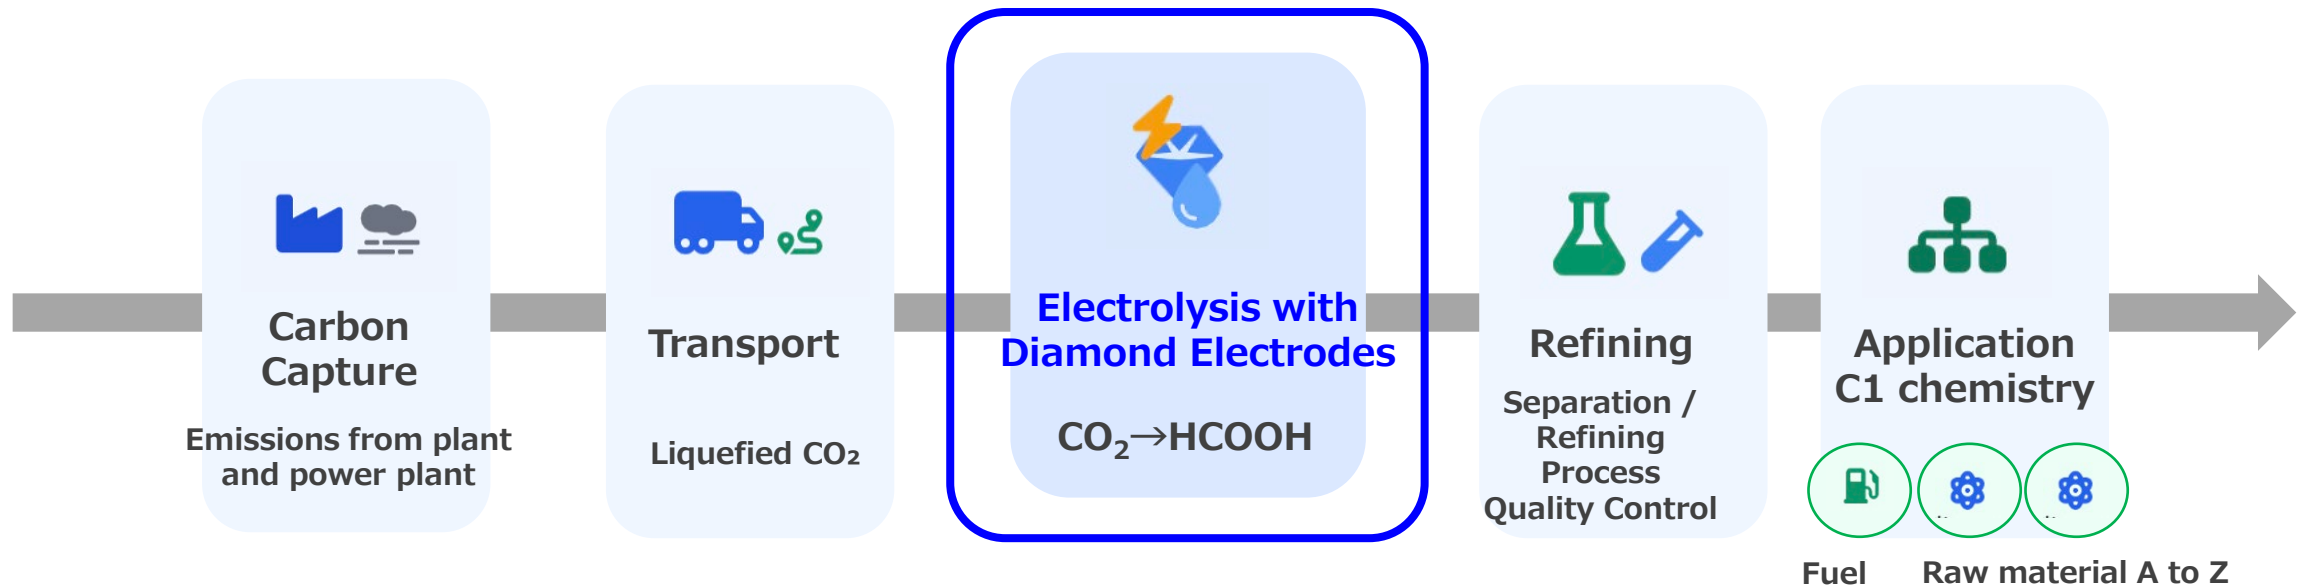 Carbon
Capture
Emissions from plant
and power plant
Transport
Liquefied CO₂
Electrolysis with
Diamond Electrodes
CO₂→HCOOH
Refining
Separation /
Refining
Process
Quality Control
Application
C1 chemistry
Fuel
Raw material A to Z